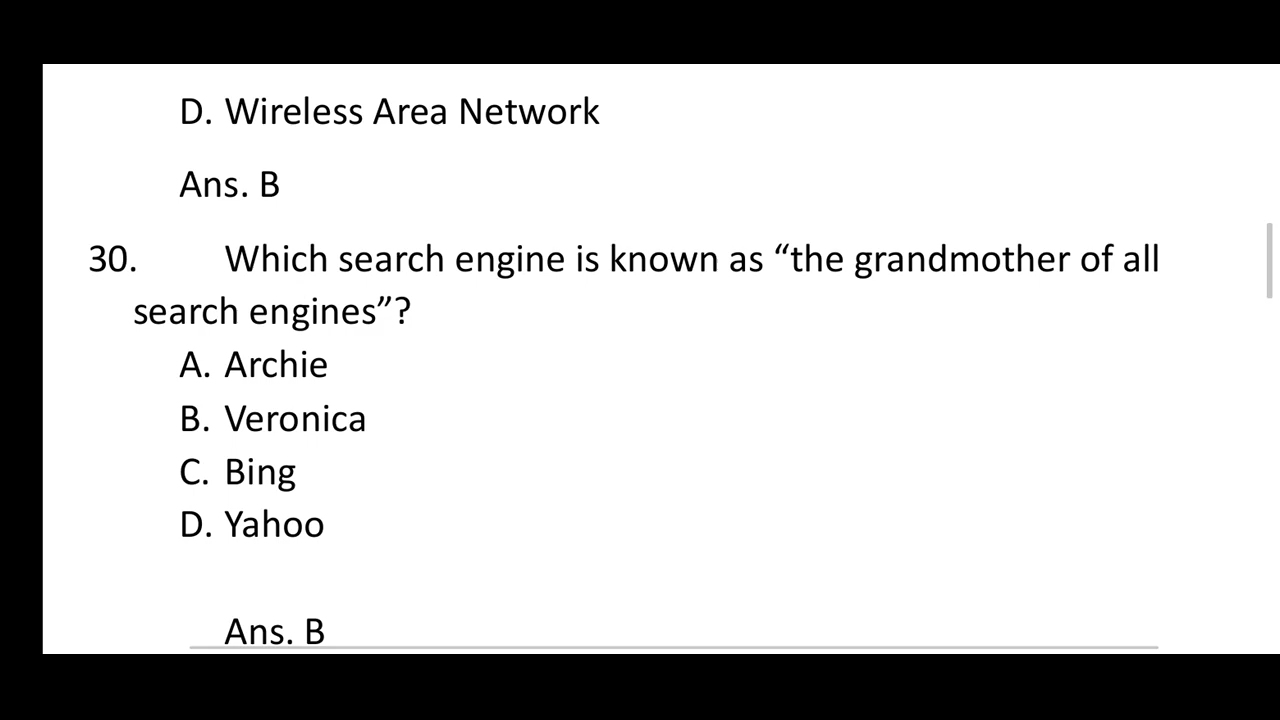 D. Wireless Area Network
Ans. B
30. Which search engine is known as “the grandmother of all
search engines”?
A. Archie
B. Veronica
C. Bing
D. Yahoo
Ans. B